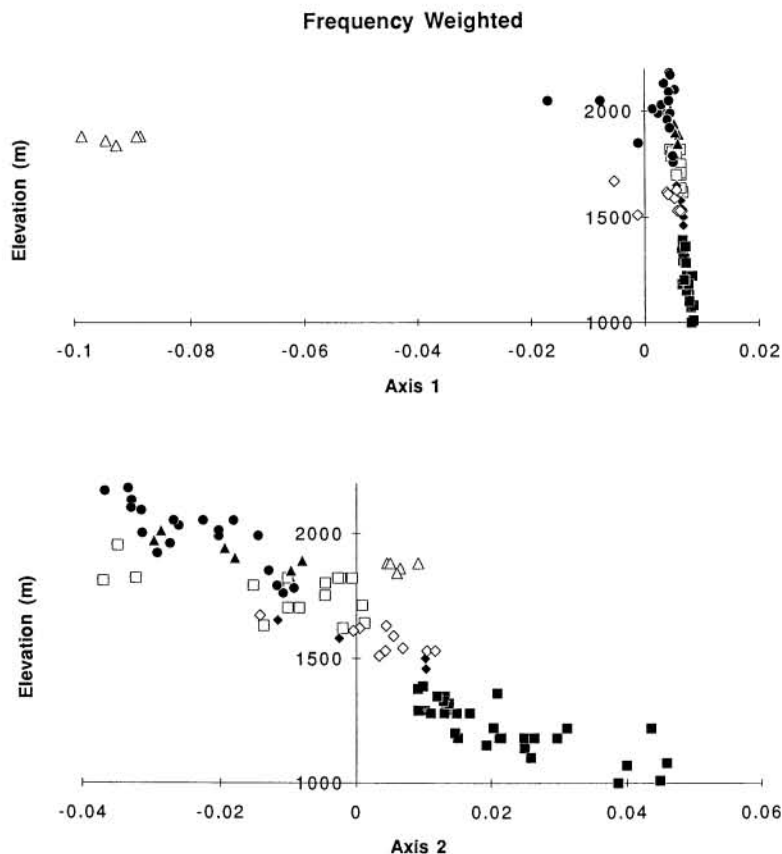 Frequency Weighted
Elevation (m)
2000
1500
1000
-0.1 -0.08 -0.06 -0.04 -0.02 0 0.02
Axis 1
Elevation (m)
2000
1500
1000
-0.04 -0.02 0 0.02 0.04 0.06
Axis 2